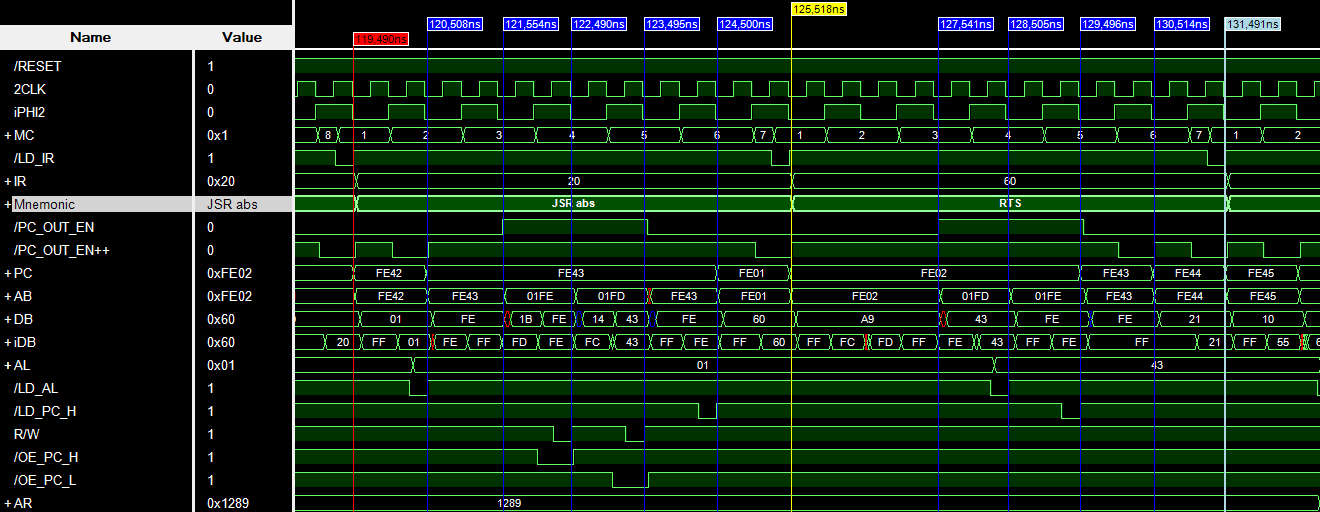 125,518ns
120,508ns 121,554ns 122,490ns 123,495ns 124,500ns 127,541ns 128,505ns 129,496ns 130,514ns 131,491ns
Name Value 119,490ns
/RESET 1
2CLK 0
iPHI2 0
+ MC 0x1 8 1 2 3 4 5 6 7 1 2 3 4 5 6 7 1 2
/LD_IR 1
+ IR 0x20 20 60
+ Mnemonic JSR abs JSR abs RTS
/PC_OUT_EN 0
/PC_OUT_EN++ 0
+ PC 0xFE02 FE42 FE43 FE01 FE02 FE43 FE44 FE45
+ AB 0xFE02 FE42 FE43 01FE 01FD FE43 FE01 FE02 01FD 01FE FE43 FE44 FE45
+ DB 0x60 01 FE 1B FE 14 43 FE 60 A9 43 FE FE 21 10
+ iDB 0x60 20 FF 01 FE FF FD FE FC 43 FF FE FF 60 FF FC FD FF FE 43 FF FE FF 21 FF 55 6
+ AL 0x01 01 43
/LD_AL 1
/LD_PC_H 1
R/W 1
/OE_PC_H 1
/OE_PC_L 1
+ AR 0x1289 1289